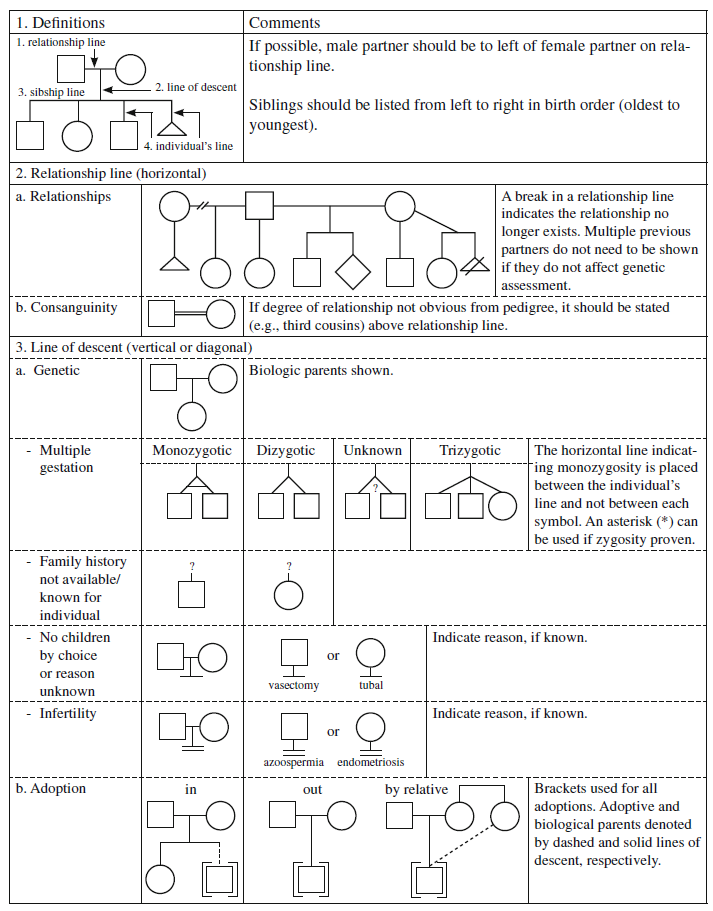 1. Definitions
Comments
1. relationship line
2. line of descent
3. sibship line
4. individual's line
If possible, male partner should be to left of female partner on rela-
tionship line.
Siblings should be listed from left to right in birth order (oldest to
youngest).
2. Relationship line (horizontal)
a. Relationships
A break in a relationship line
indicates the relationship no
longer exists. Multiple previous
partners do not need to be shown
if they do not affect genetic
assessment.
b. Consanguinity
If degree of relationship not obvious from pedigree, it should be stated
(e.g., third cousins) above relationship line.
3. Line of descent (vertical or diagonal)
a. Genetic
Biologic parents shown.
- Multiple
gestation
Monozygotic
Dizygotic
Unknown
?
Trizygotic
The horizontal line indicat-
ing monozygosity is placed
between the individual's
line and not between each
symbol. An asterisk (*) can
be used if zygosity proven.
- Family history
not available/
known for
individual
?
?
- No children
by choice
or reason
unknown
or
vasectomy
tubal
Indicate reason, if known.
- Infertility
or
azoospermia
endometriosis
Indicate reason, if known.
b. Adoption
in
out
by relative
Brackets used for all
adoptions. Adoptive and
biological parents denoted
by dashed and solid lines of
descent, respectively.